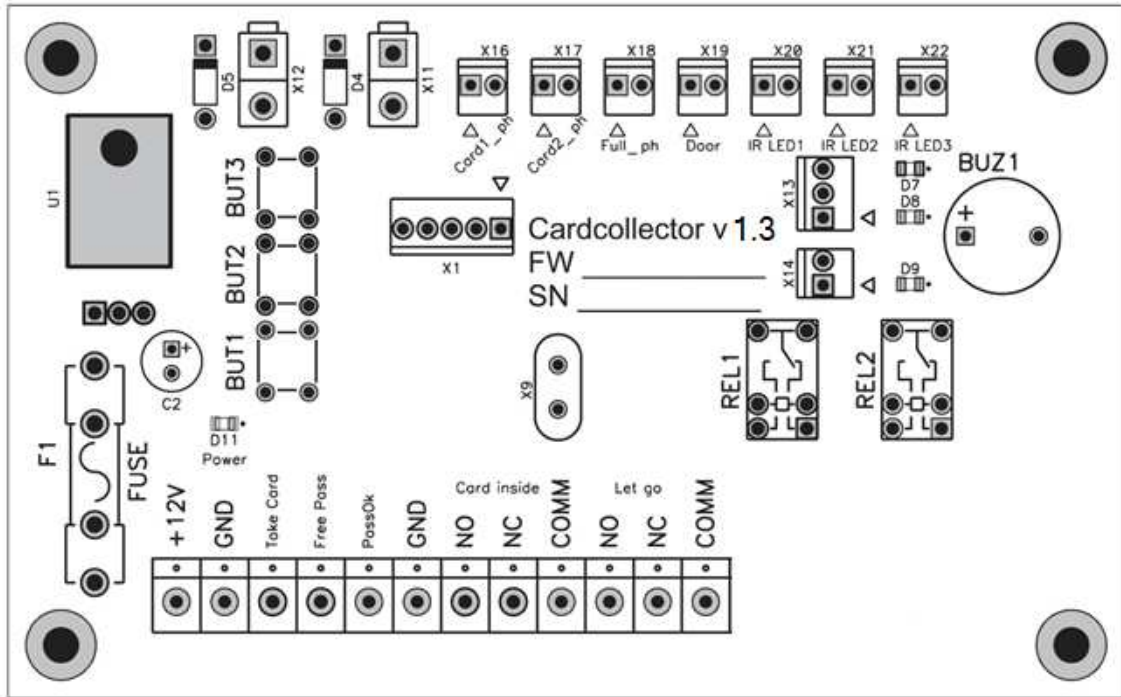 X16 X17 X18 X19 X20 X21 X22
D5 X12 D4 X11
Card1_ph Card2_ph Full_ph Door IR LED1 IR LED2 IR LED3
U1
BUT3
X13
D7
D8
BUZ1
+
X1
Cardcollector v 1.3
FW
SN
BUT2
X14
D9
+
C2
BUT1
X9
REL1
REL2
D11
Power
F1
FUSE
Card inside Let go
+12V GND Take Card Free Pass PassOk GND NO NC COMM NO NC COMM